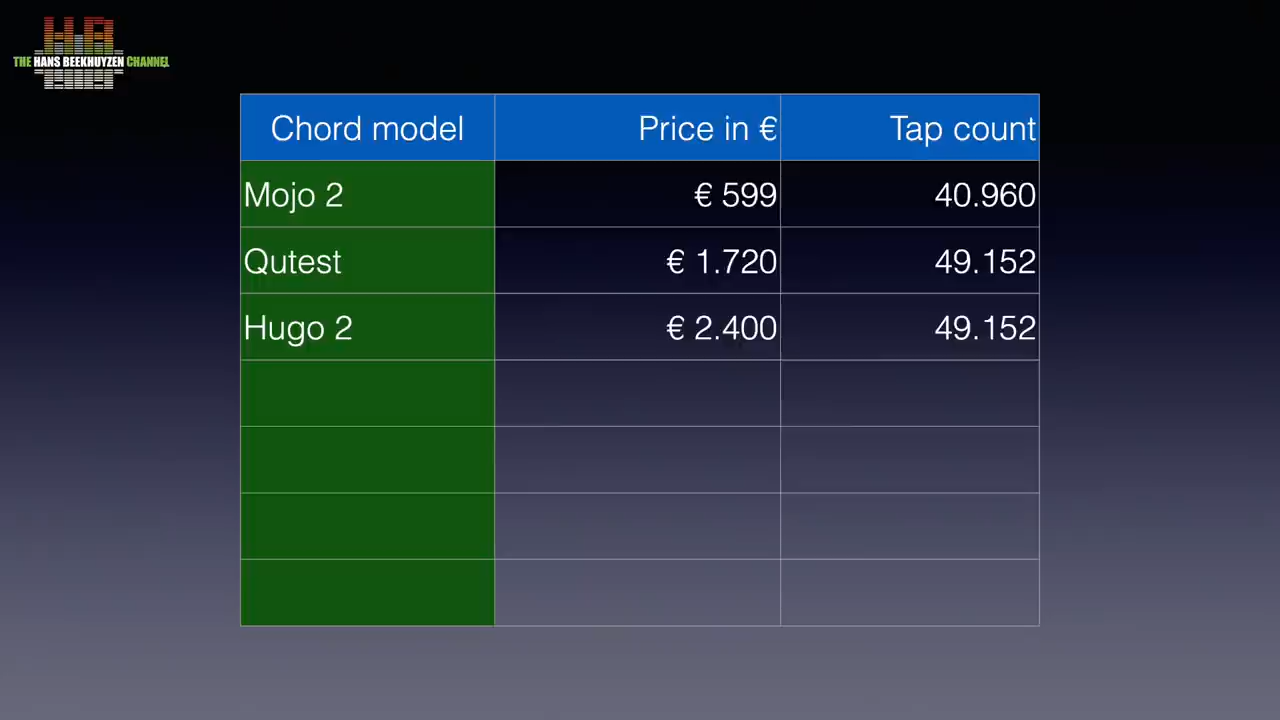 THE HANS BEEKHUYZEN CHANNEL
Chord model Price in € Tap count
Mojo 2 € 599 40.960
Qutest € 1.720 49.152
Hugo 2 € 2.400 49.152